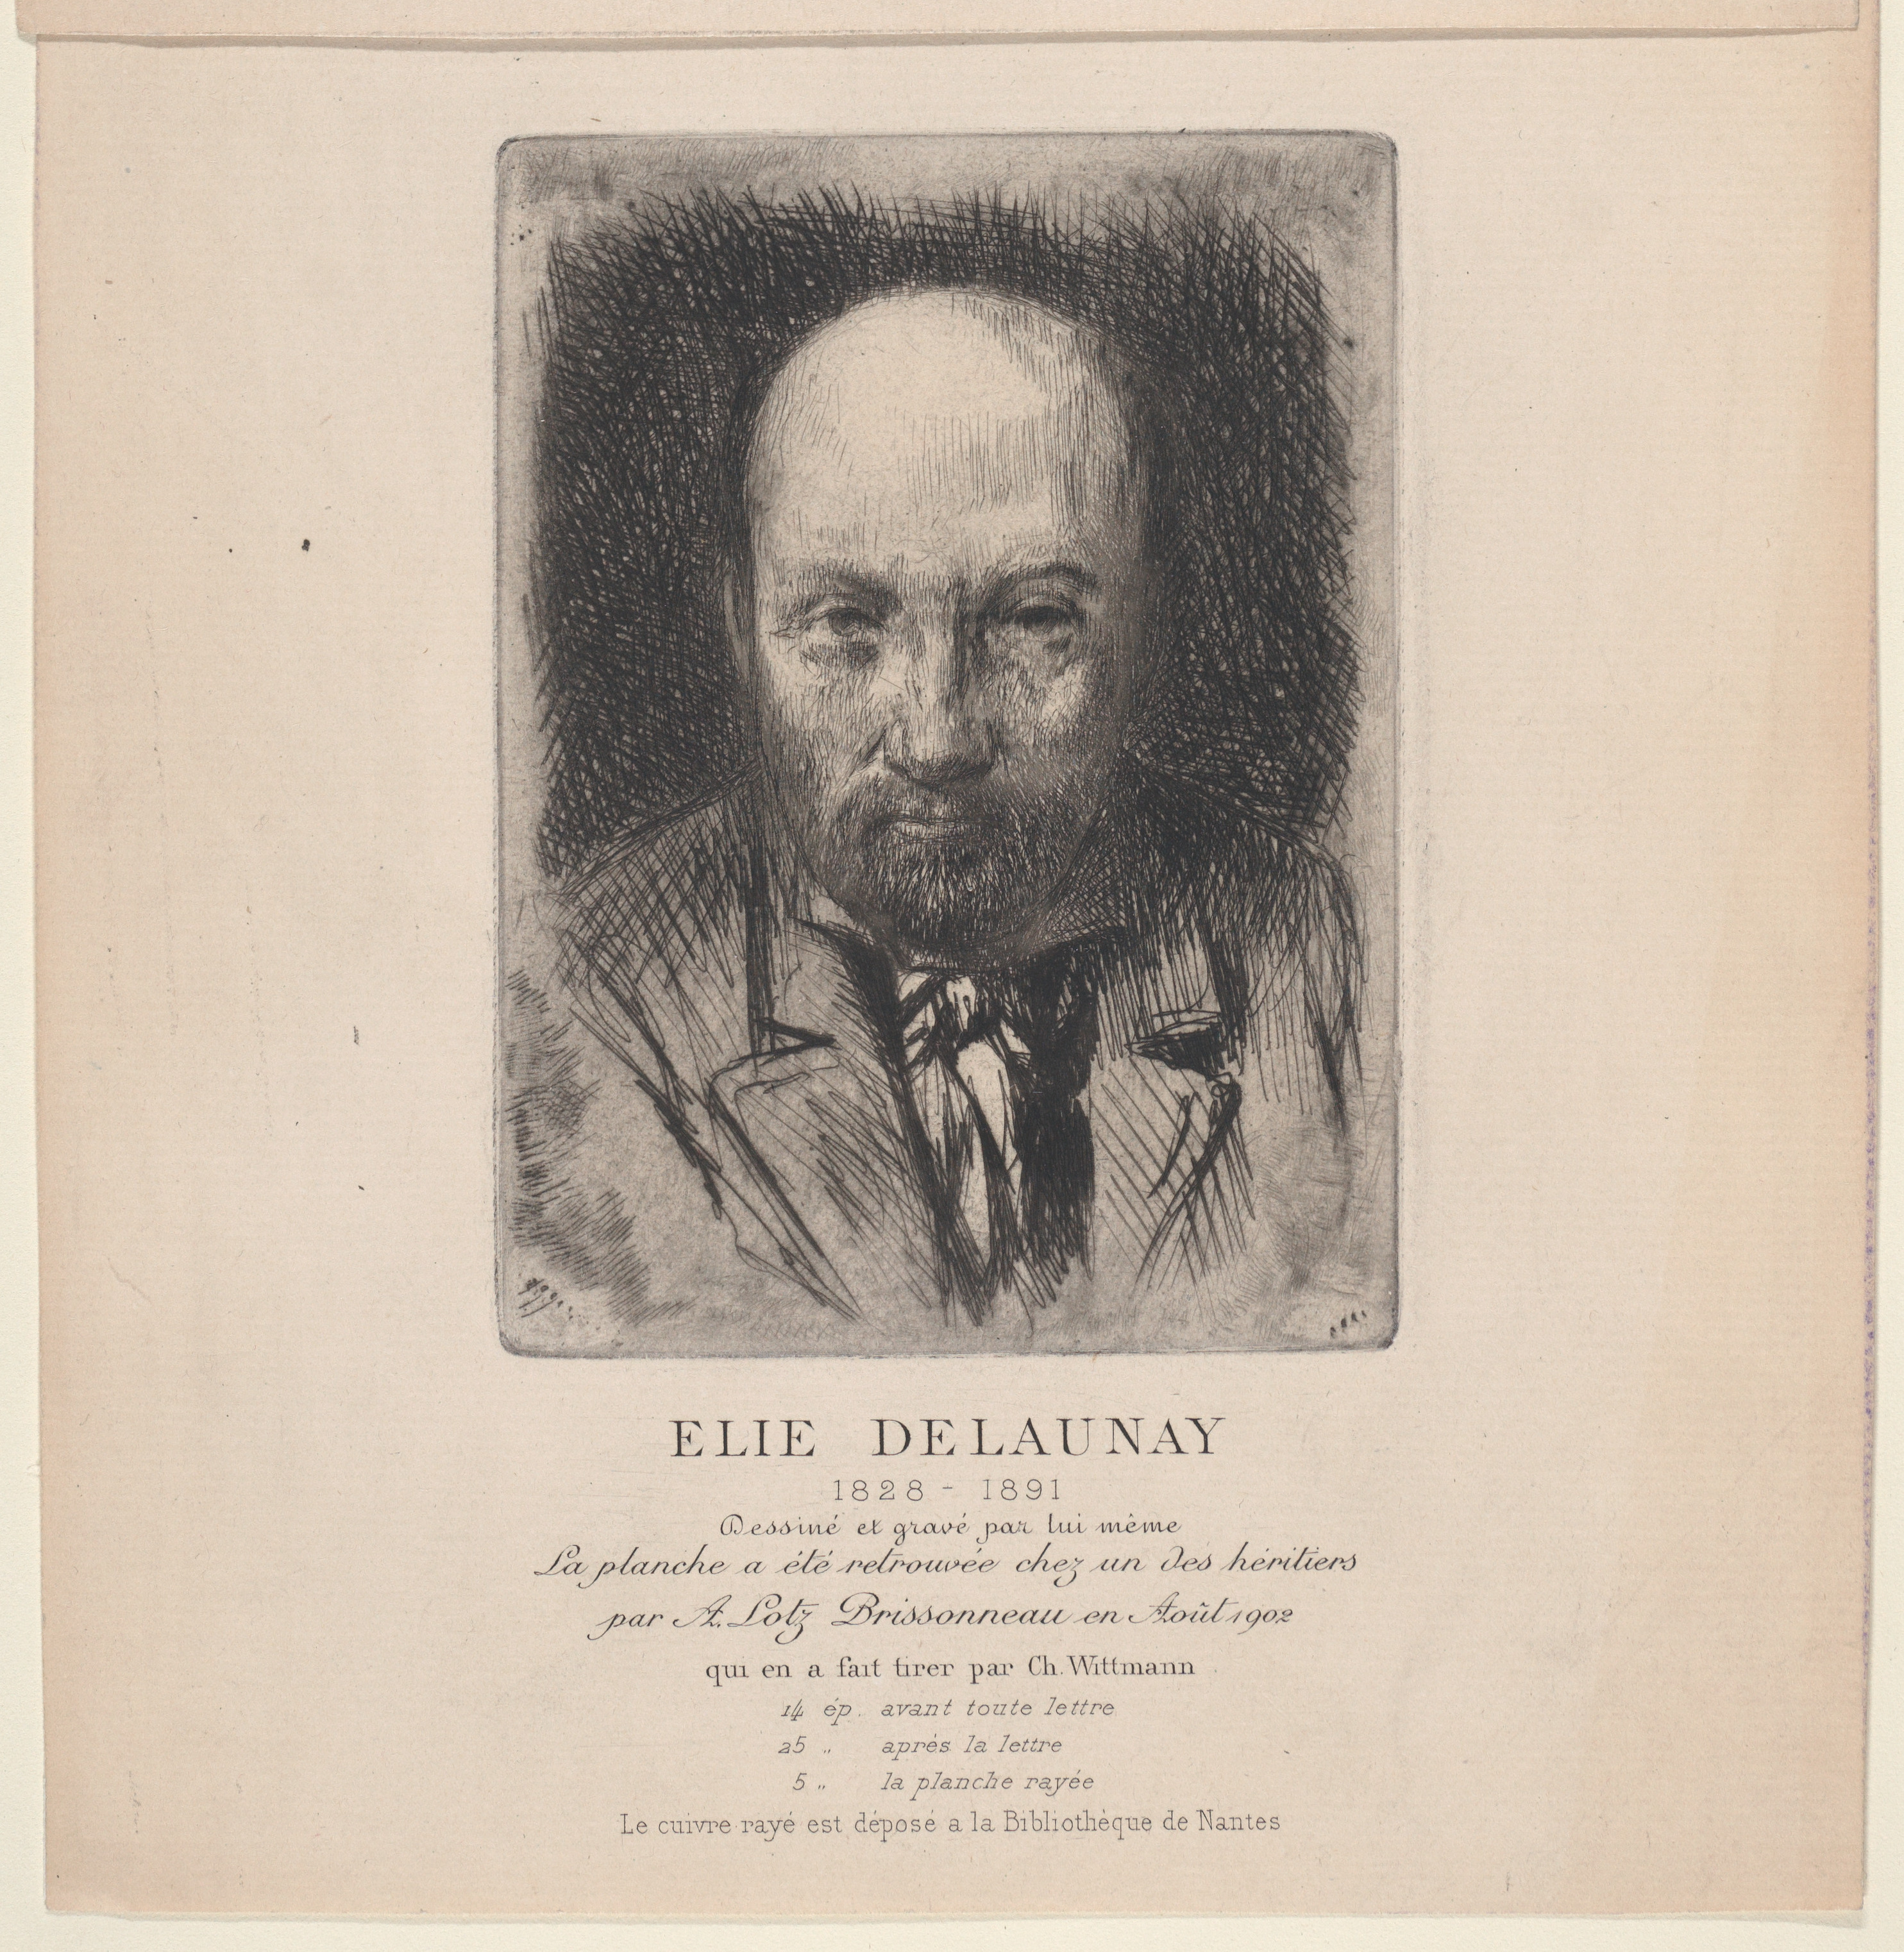 ELIE DELAUNAY
1828 - 1891
Dessiné et gravé par lui même
La planche a été retrouvée chez un des héritiers
par A. Lotz Brissonneau en Août 1902
qui en a fait tirer par Ch. Wittmann
14 ép. avant toute lettre
25 „ après la lettre
5 „ la planche rayée
Le cuivre rayé est déposé a la Bibliothèque de Nantes